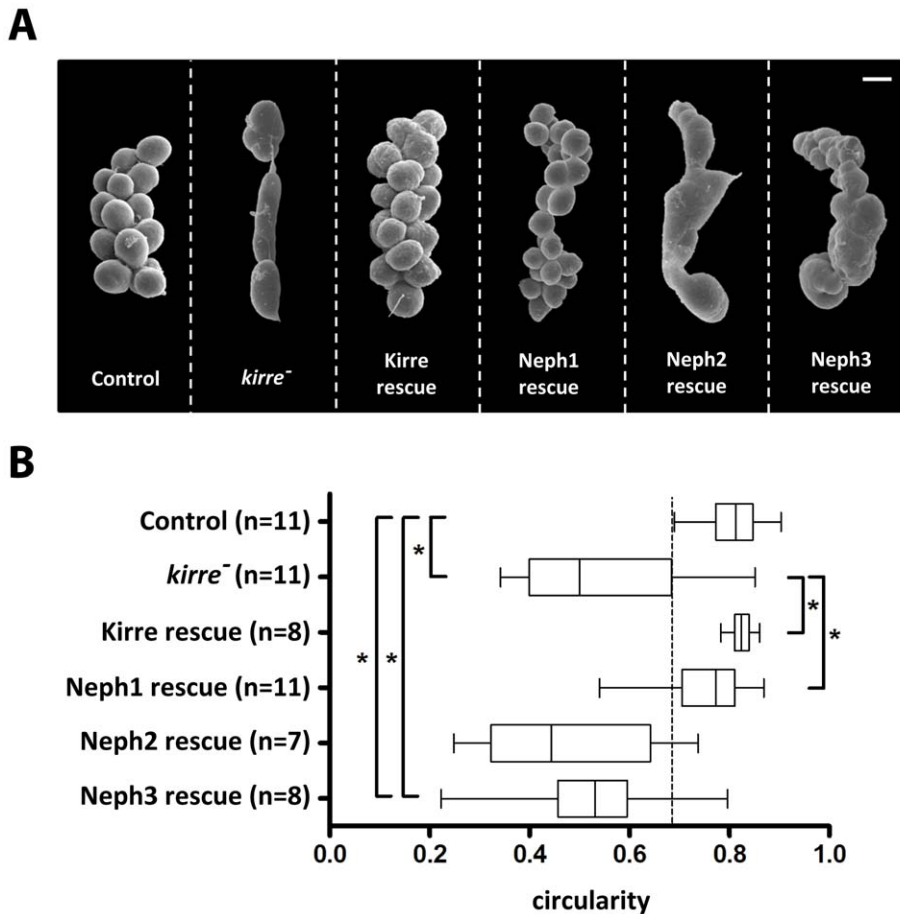 A
Control
kirre⁻
Kirre
rescue
Neph1
rescue
Neph2
rescue
Neph3
rescue
B
Control (n=11)
kirre⁻ (n=11)
Kirre rescue (n=8)
Neph1 rescue (n=11)
Neph2 rescue (n=7)
Neph3 rescue (n=8)
*
*
*
*
*
0.0 0.2 0.4 0.6 0.8 1.0
circularity